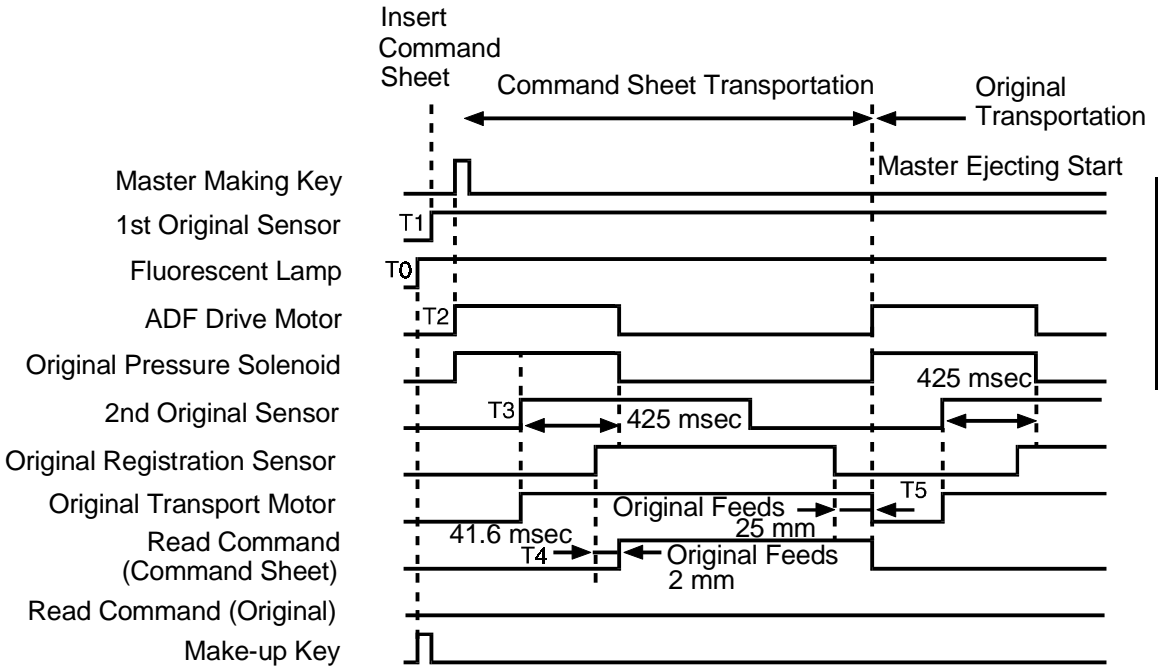 Insert
Command
Sheet
Command Sheet Transportation
Original
Transportation
Master Ejecting Start
Master Making Key
1st Original Sensor
T1
Fluorescent Lamp
T0
ADF Drive Motor
T2
Original Pressure Solenoid
425 msec
2nd Original Sensor
T3
425 msec
Original Registration Sensor
Original Transport Motor
Original Feeds
25 mm
T5
41.6 msec
Read Command
(Command Sheet)
T4
Original Feeds
2 mm
Read Command (Original)
Make-up Key